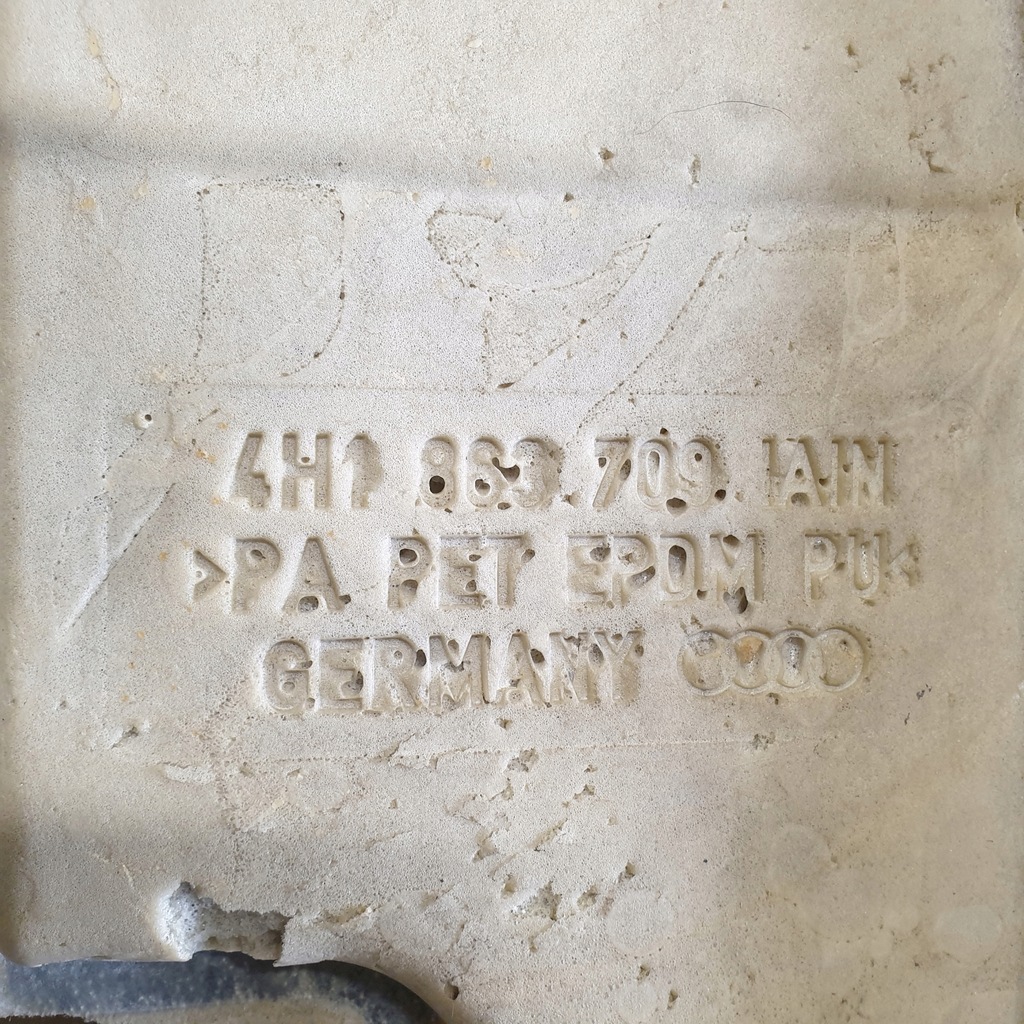 4H1 863 709 IAIN
>PA PET EPDM PU<
GERMANY